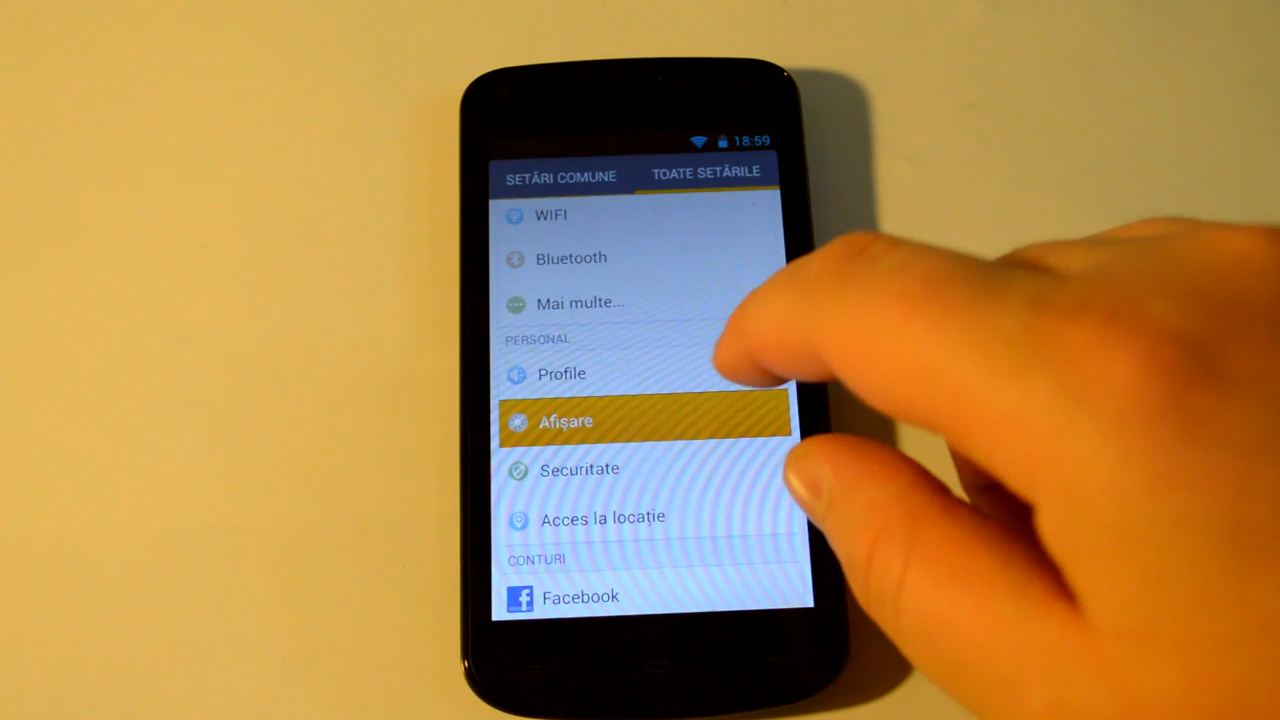 18:59
SETĂRI COMUNE
TOATE SETĂRILE
WIFI
Bluetooth
Mai multe...
PERSONAL
Profile
Afișare
Securitate
Acces la locație
CONTURI
Facebook